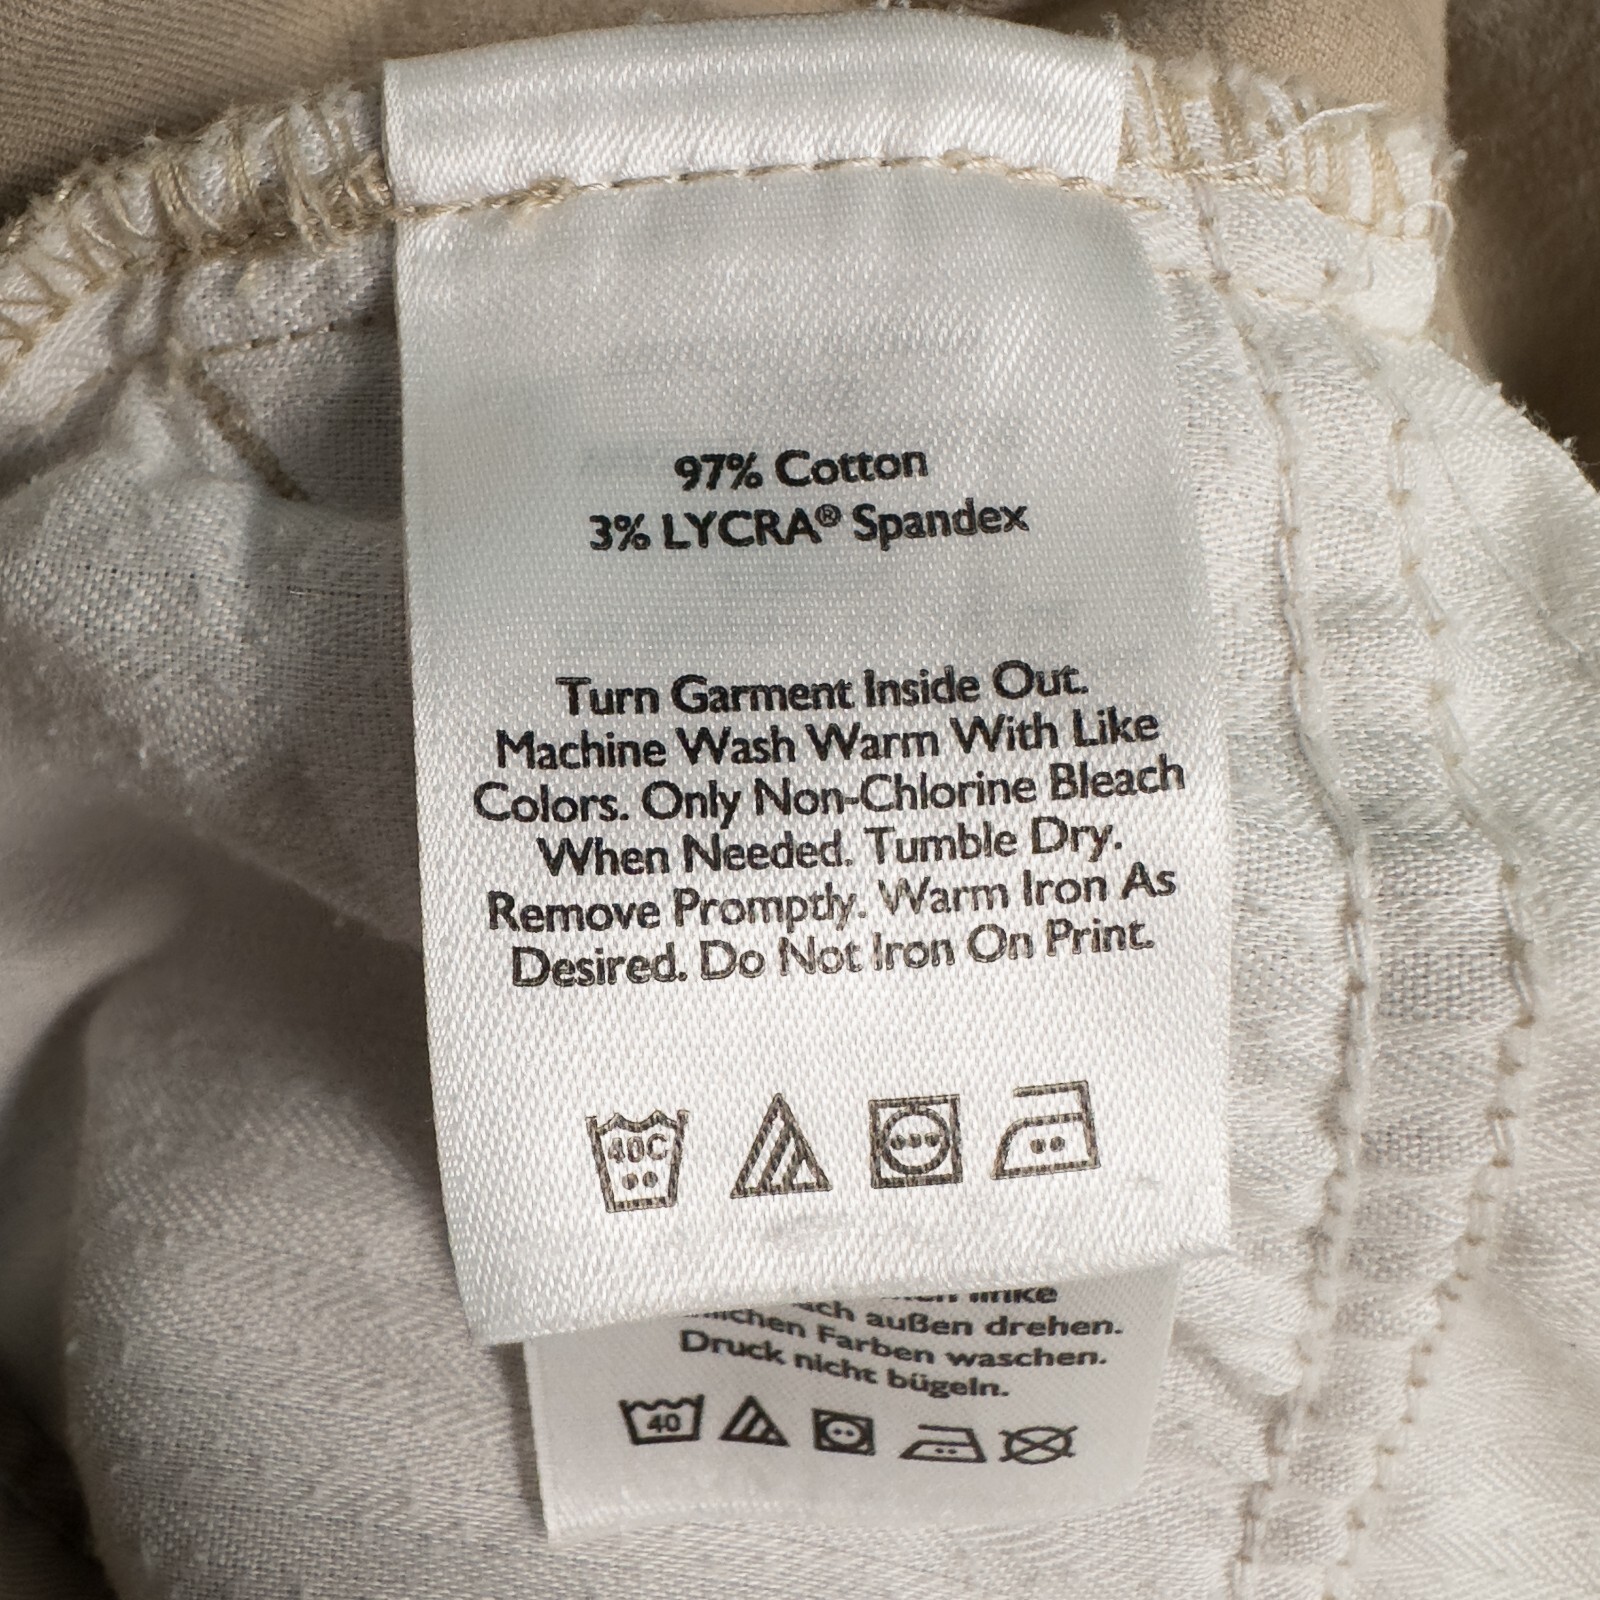 97% Cotton
3% LYCRA® Spandex
Turn Garment Inside Out.
Machine Wash Warm With Like
Colors. Only Non-Chlorine Bleach
When Needed. Tumble Dry.
Remove Promptly. Warm Iron As
Desired. Do Not Iron On Print.
40C
außen drehen.
Farben waschen.
Druck nicht bügeln.
40